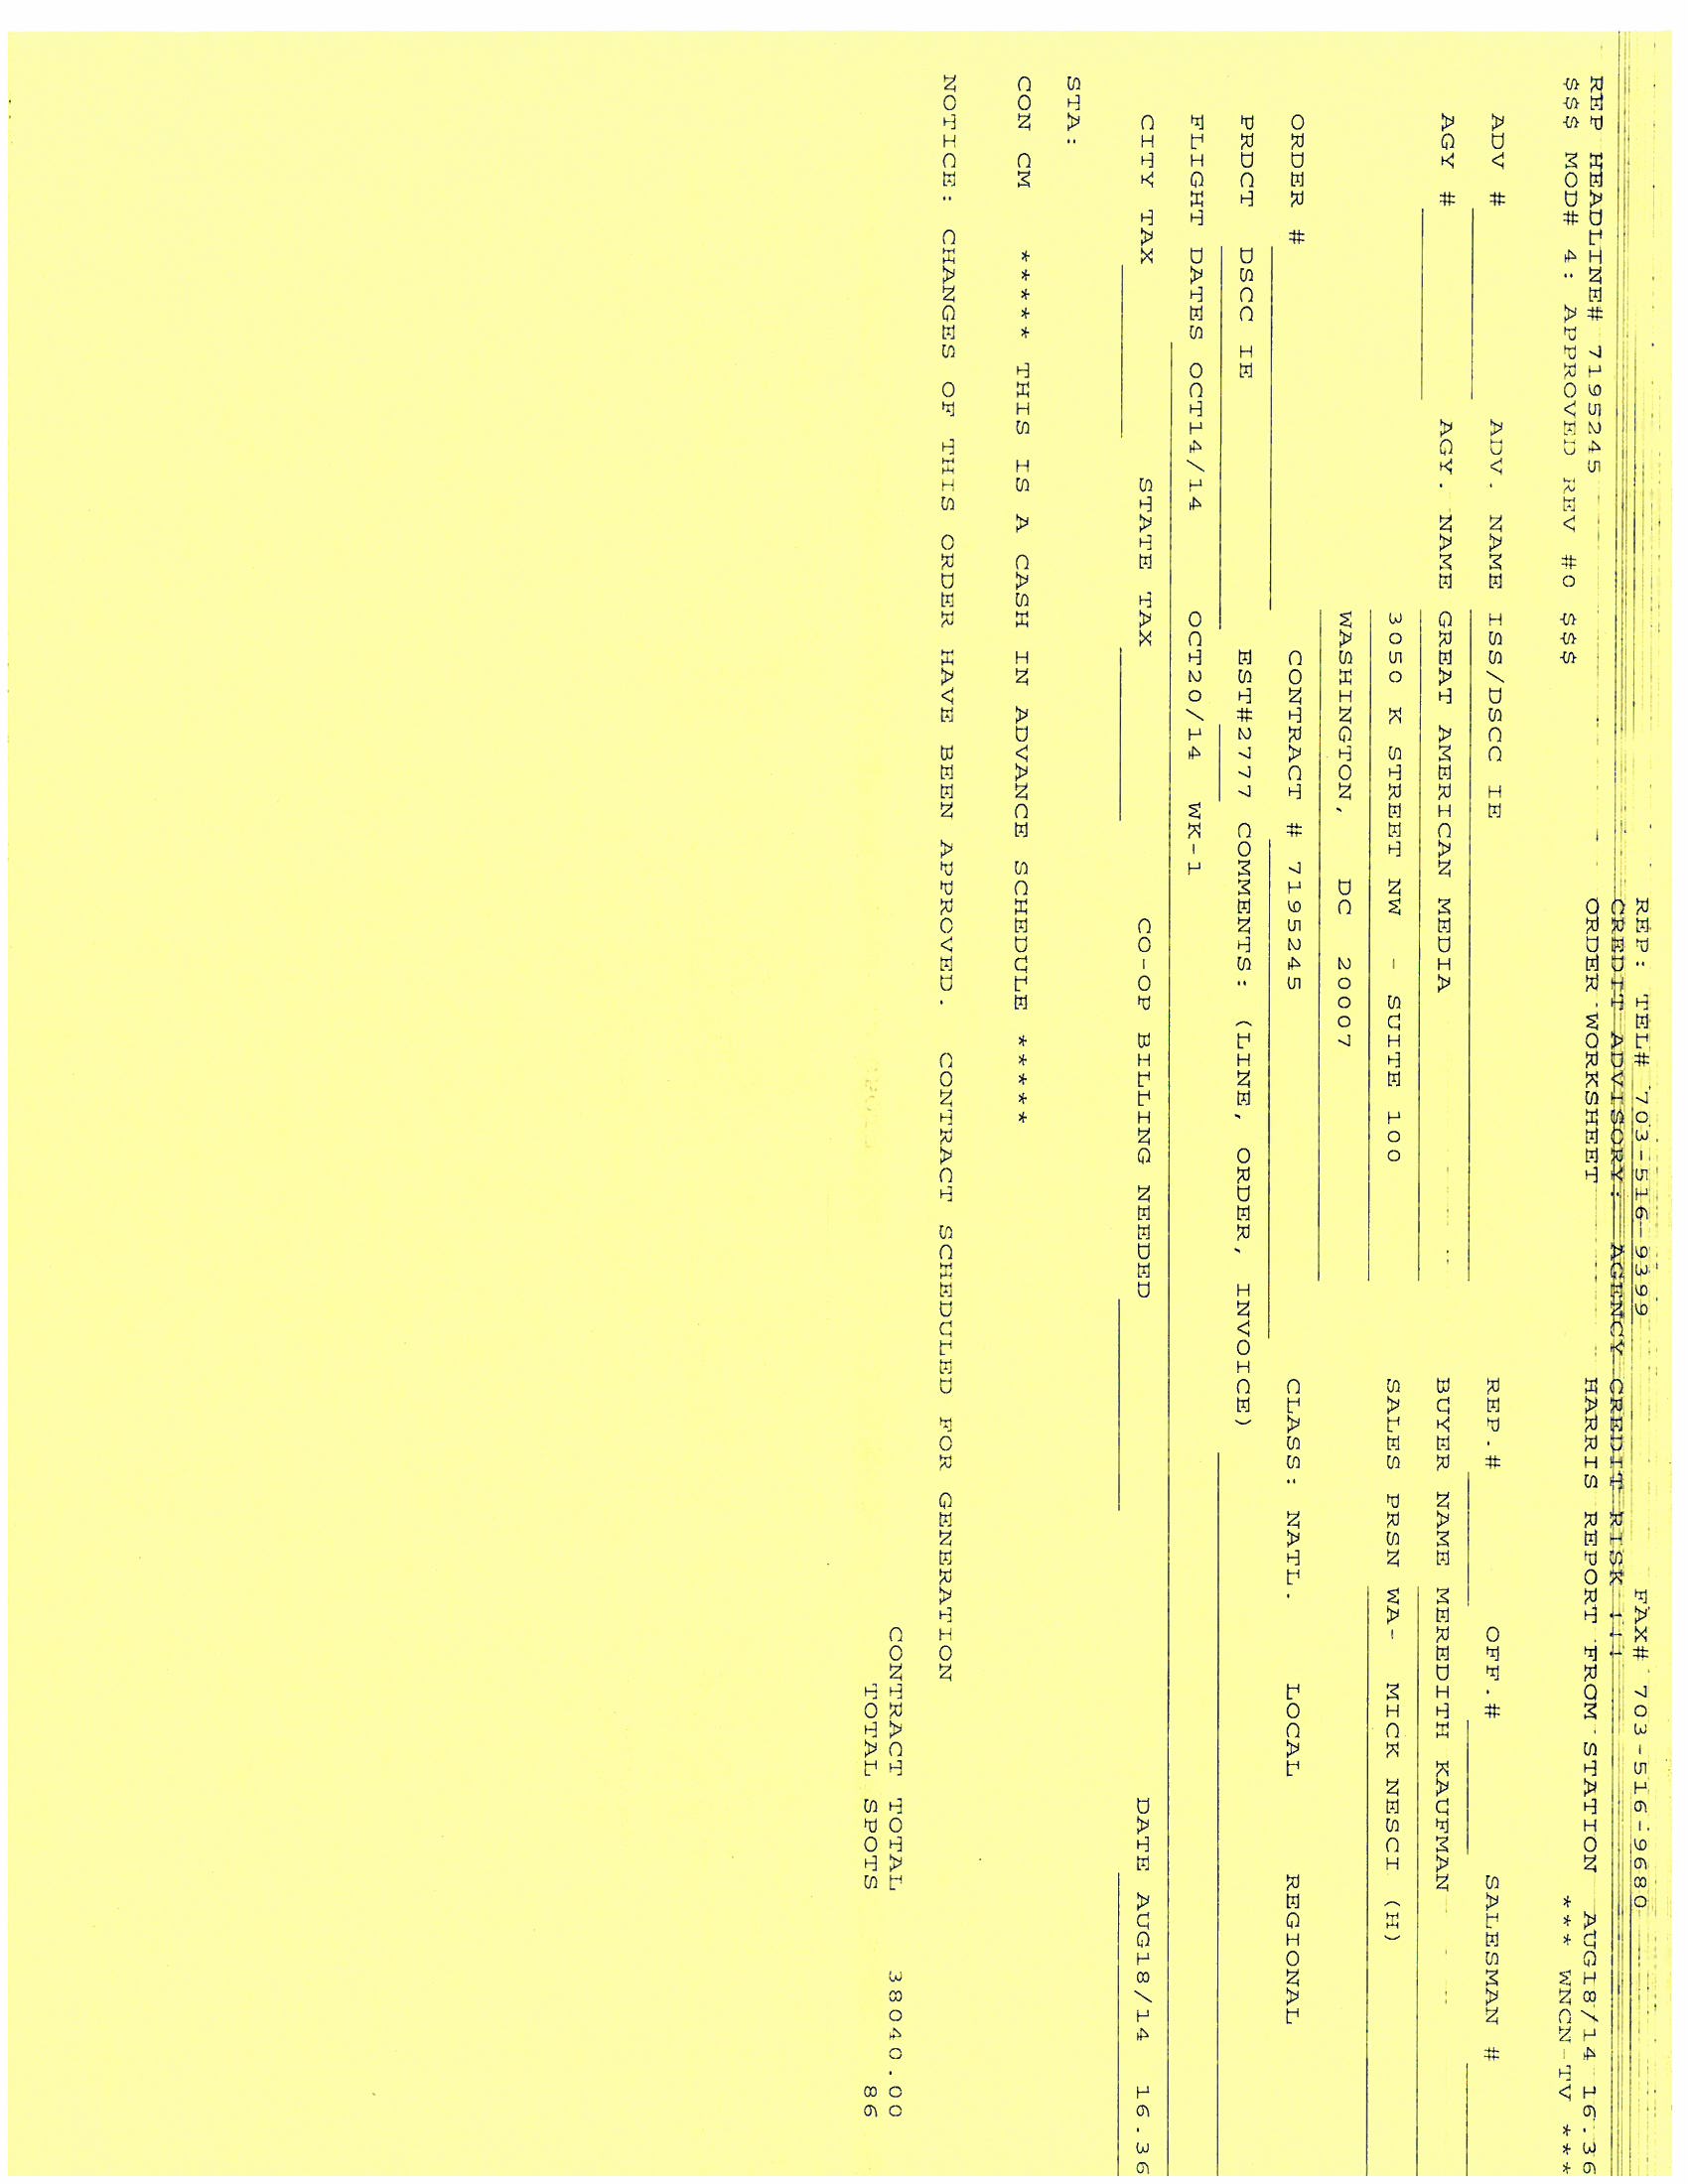 REP: TEL# 703-516-9399 FAX# 703-516-9680
CREDIT ADVISORY: AGENCY CREDIT RISK !!!
REP HEADLINE# 7195245 ORDER WORKSHEET HARRIS REPORT FROM STATION AUG18/14 16.36
$$$ MOD# 4: APPROVED REV #0 $$$ *** WNCN-TV ***
ADV # ADV. NAME ISS/DSCC IE REP.# OFF.# SALESMAN #
AGY # AGY. NAME GREAT AMERICAN MEDIA BUYER NAME MEREDITH KAUFMAN
3050 K STREET NW - SUITE 100 SALES PRSN WA- MICK NESCI (H)
WASHINGTON, DC 20007
ORDER # CONTRACT # 7195245 CLASS: NATL. LOCAL REGIONAL
PRDCT DSCC IE EST#2777 COMMENTS: (LINE, ORDER, INVOICE)
FLIGHT DATES OCT14/14 OCT20/14 WK-1
CITY TAX STATE TAX CO-OP BILLING NEEDED DATE AUG18/14 16.36
STA:
CON CM ***** THIS IS A CASH IN ADVANCE SCHEDULE *****
NOTICE: CHANGES OF THIS ORDER HAVE BEEN APPROVED. CONTRACT SCHEDULED FOR GENERATION
CONTRACT TOTAL 38040.00
TOTAL SPOTS 86